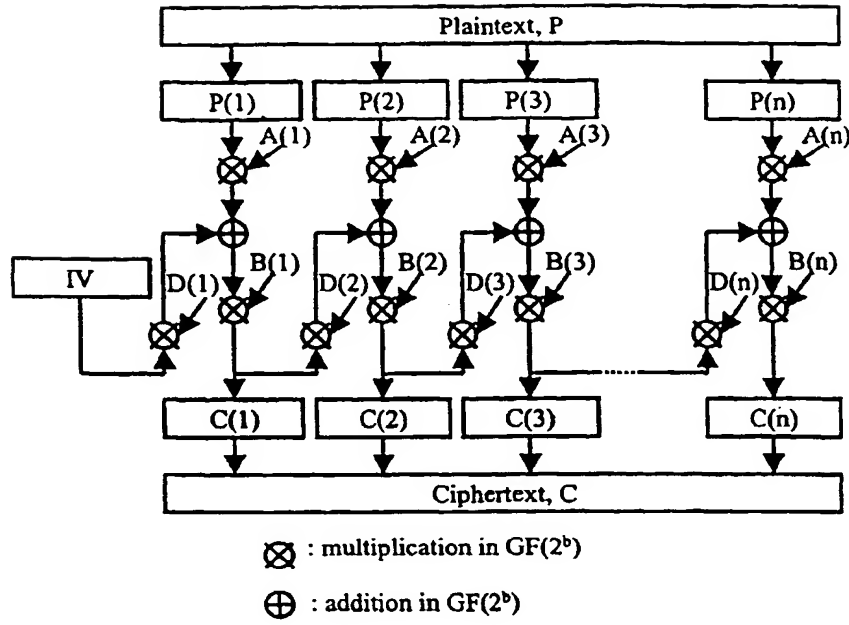 Plaintext, P
P(1) P(2) P(3) P(n)
A(1) A(2) A(3) A(n)
IV
B(1) B(2) B(3) B(n)
D(1) D(2) D(3) D(n)
C(1) C(2) C(3) C(n)
Ciphertext, C
⊗ : multiplication in GF(2ᵇ)
⊕ : addition in GF(2ᵇ)